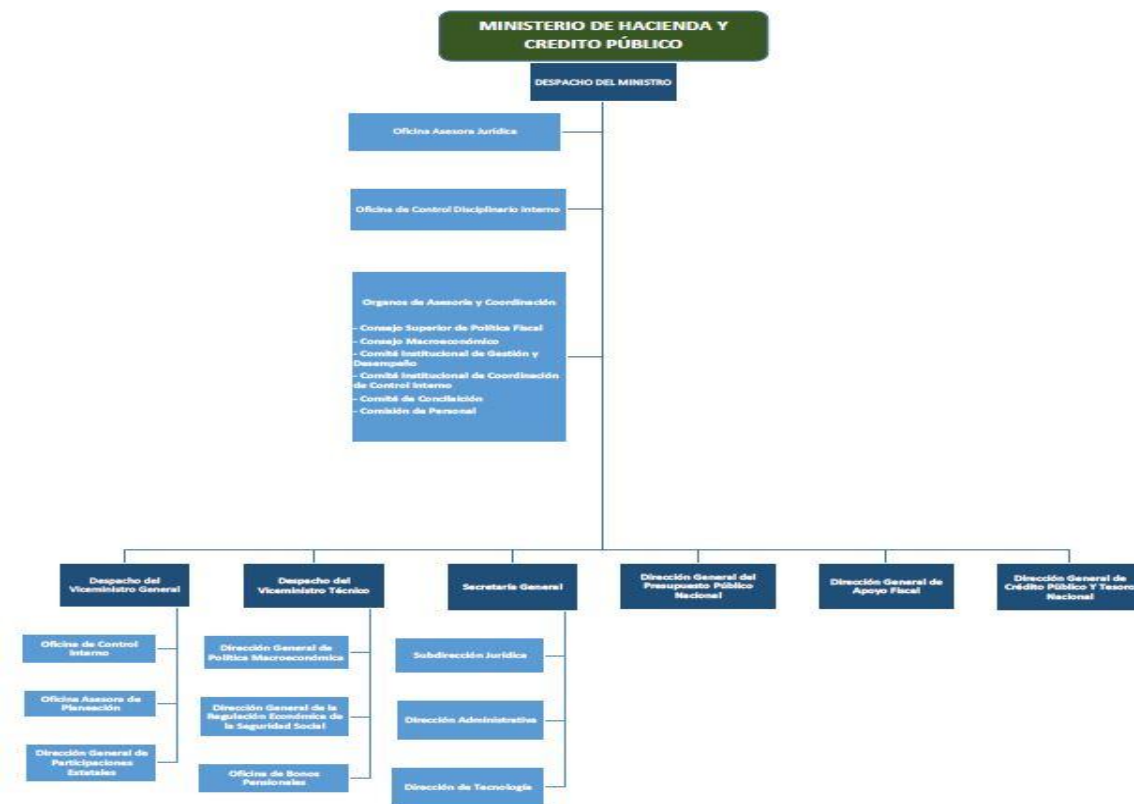 MINISTERIO DE HACIENDA Y
CREDITO PÚBLICO
DESPACHO DEL MINISTRO
Oficina Asesora Jurídica
Oficina de Control Disciplinario Interno
Organos de Asesoría y Coordinación
- Consejo Superior de Política Fiscal
- Consejo Macroeconómico
- Comité Institucional de Gestión y
Desempeño
- Comité Institucional de Coordinación
de Control Interno
- Comité de Conciliación
- Comisión de Personal
Despacho del
Viceministro General
Oficina de Control
Interno
Oficina Asesora de
Planeación
Dirección General de
Participaciones
Estatales
Despacho del
Viceministro Técnico
Dirección General de
Política Macroeconómica
Dirección General de la
Regulación Económica de
la Seguridad Social
Oficina de Bonos
Pensionales
Secretaría General
Subdirección Jurídica
Dirección Administrativa
Dirección de Tecnología
Dirección General del
Presupuesto Público
Nacional
Dirección General de
Apoyo Fiscal
Dirección General de
Crédito Público Y Tesoro
Nacional